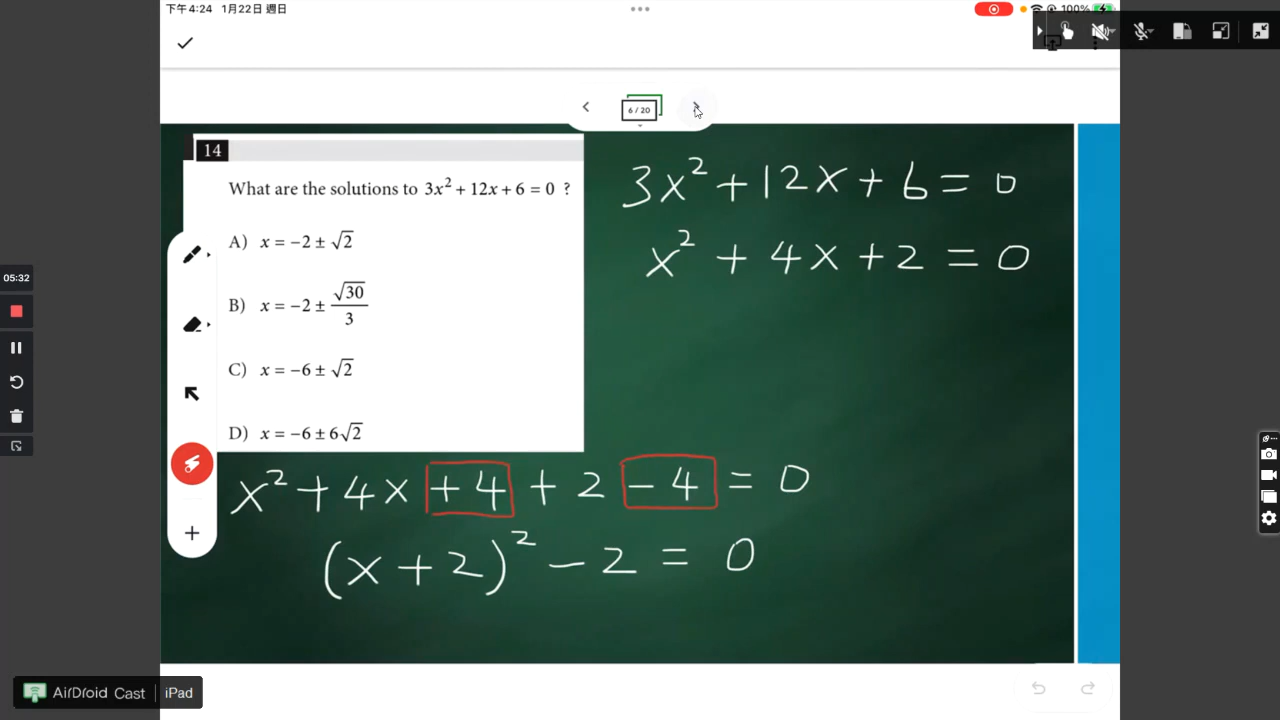 下午4:24 1月22日 週日
100%
6 / 20
14
What are the solutions to 3x² + 12x + 6 = 0 ?
A) x = −2 ± √2
B) x = −2 ± √30/3
C) x = −6 ± √2
D) x = −6 ± 6√2
3x² + 12x + 6 = 0
x² + 4x + 2 = 0
x² + 4x + 4 + 2 − 4 = 0
(x + 2)² − 2 = 0
05:32
AirDroid Cast | iPad